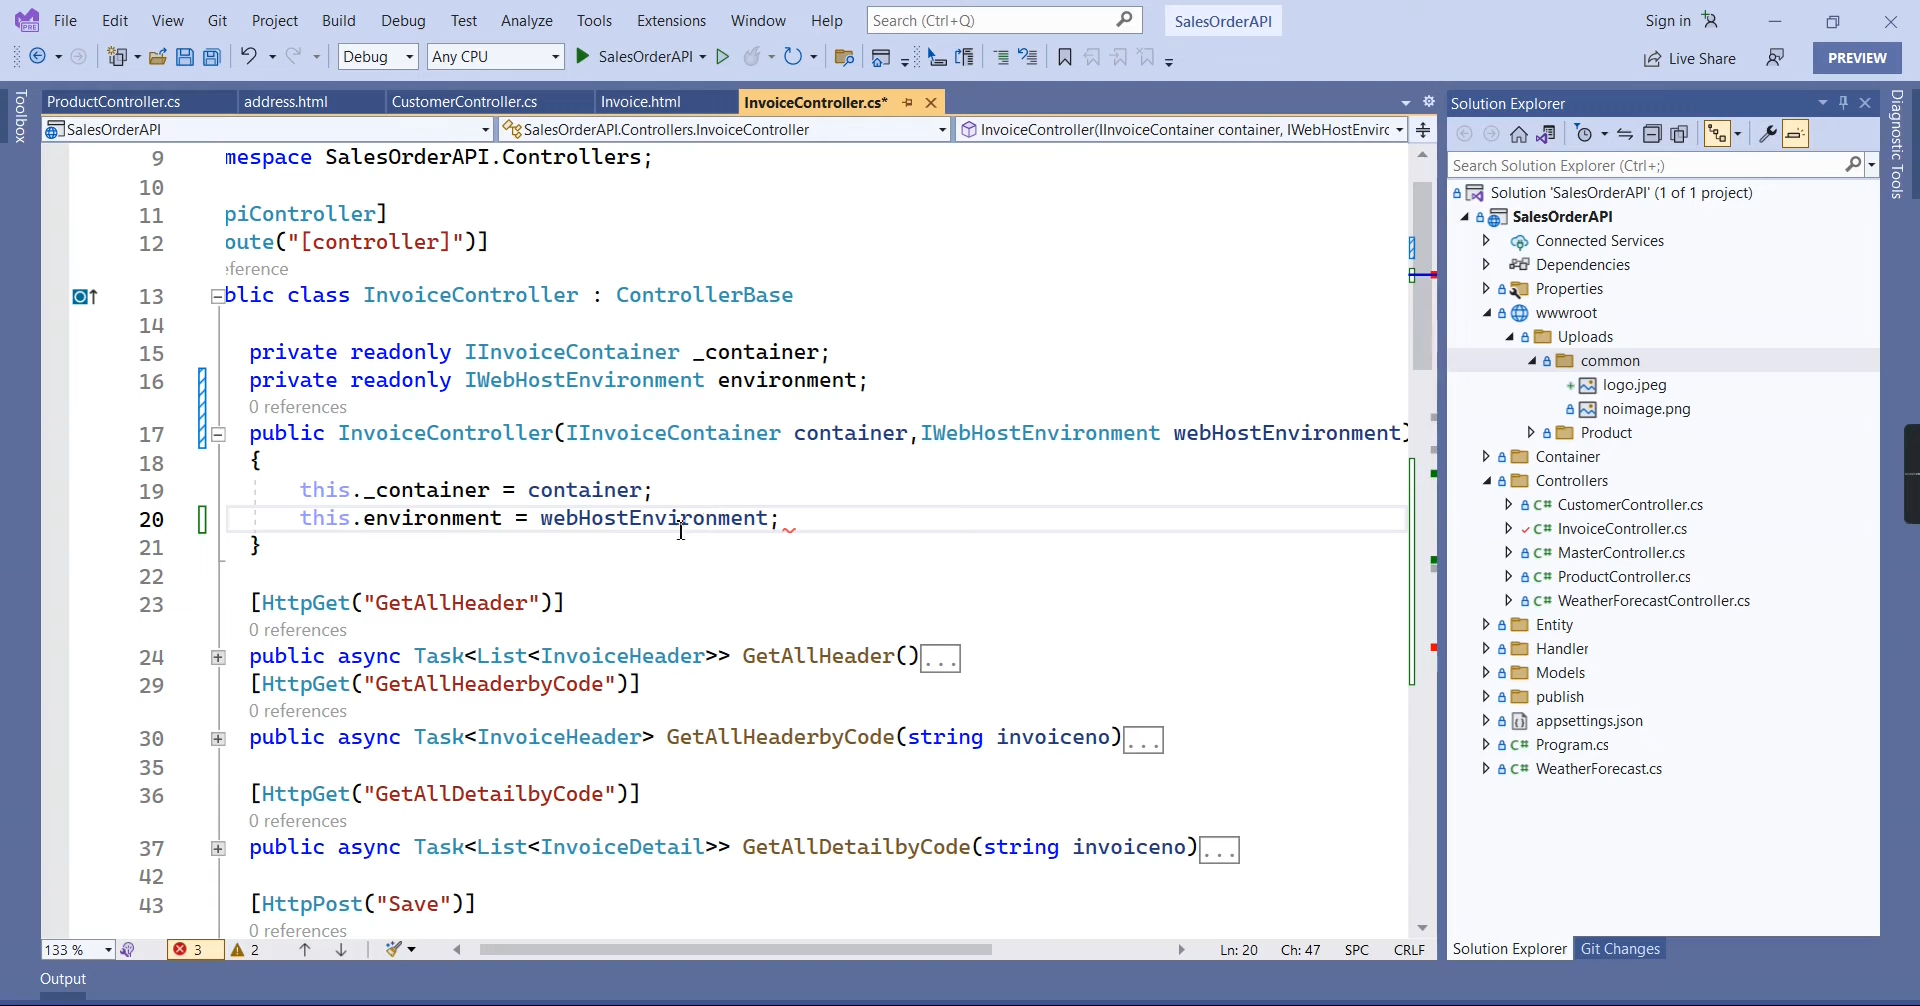 File Edit View Git Project Build Debug Test Analyze Tools Extensions Window Help Search (Ctrl+Q) SalesOrderAPI Sign in
Debug Any CPU SalesOrderAPI Live Share PREVIEW
Toolbox
ProductController.cs address.html CustomerController.cs Invoice.html InvoiceController.cs*
SalesOrderAPI SalesOrderAPI.Controllers.InvoiceController InvoiceController(IInvoiceContainer container, IWebHostEnvirc
9 mespace SalesOrderAPI.Controllers;
10
11 piController]
12 oute("[controller]")]
eference
13 blic class InvoiceController : ControllerBase
14
15 private readonly IInvoiceContainer _container;
16 private readonly IWebHostEnvironment environment;
0 references
17 public InvoiceController(IInvoiceContainer container,IWebHostEnvironment webHostEnvironment)
18 {
19 this._container = container;
20 this.environment = webHostEnvironment;
21 }
22
23 [HttpGet("GetAllHeader")]
0 references
24 public async Task<List<InvoiceHeader>> GetAllHeader()...
29 [HttpGet("GetAllHeaderbyCode")]
0 references
30 public async Task<InvoiceHeader> GetAllHeaderbyCode(string invoiceno)...
35
36 [HttpGet("GetAllDetailbyCode")]
0 references
37 public async Task<List<InvoiceDetail>> GetAllDetailbyCode(string invoiceno)...
42
43 [HttpPost("Save")]
0 references
133 % 3 2 Ln: 20 Ch: 47 SPC CRLF
Output
Solution Explorer
Search Solution Explorer (Ctrl+;)
Solution 'SalesOrderAPI' (1 of 1 project)
SalesOrderAPI
Connected Services
Dependencies
Properties
wwwroot
Uploads
common
logo.jpeg
noimage.png
Product
Container
Controllers
CustomerController.cs
InvoiceController.cs
MasterController.cs
ProductController.cs
WeatherForecastController.cs
Entity
Handler
Models
publish
appsettings.json
Program.cs
WeatherForecast.cs
Solution Explorer Git Changes
Diagnostic Tools